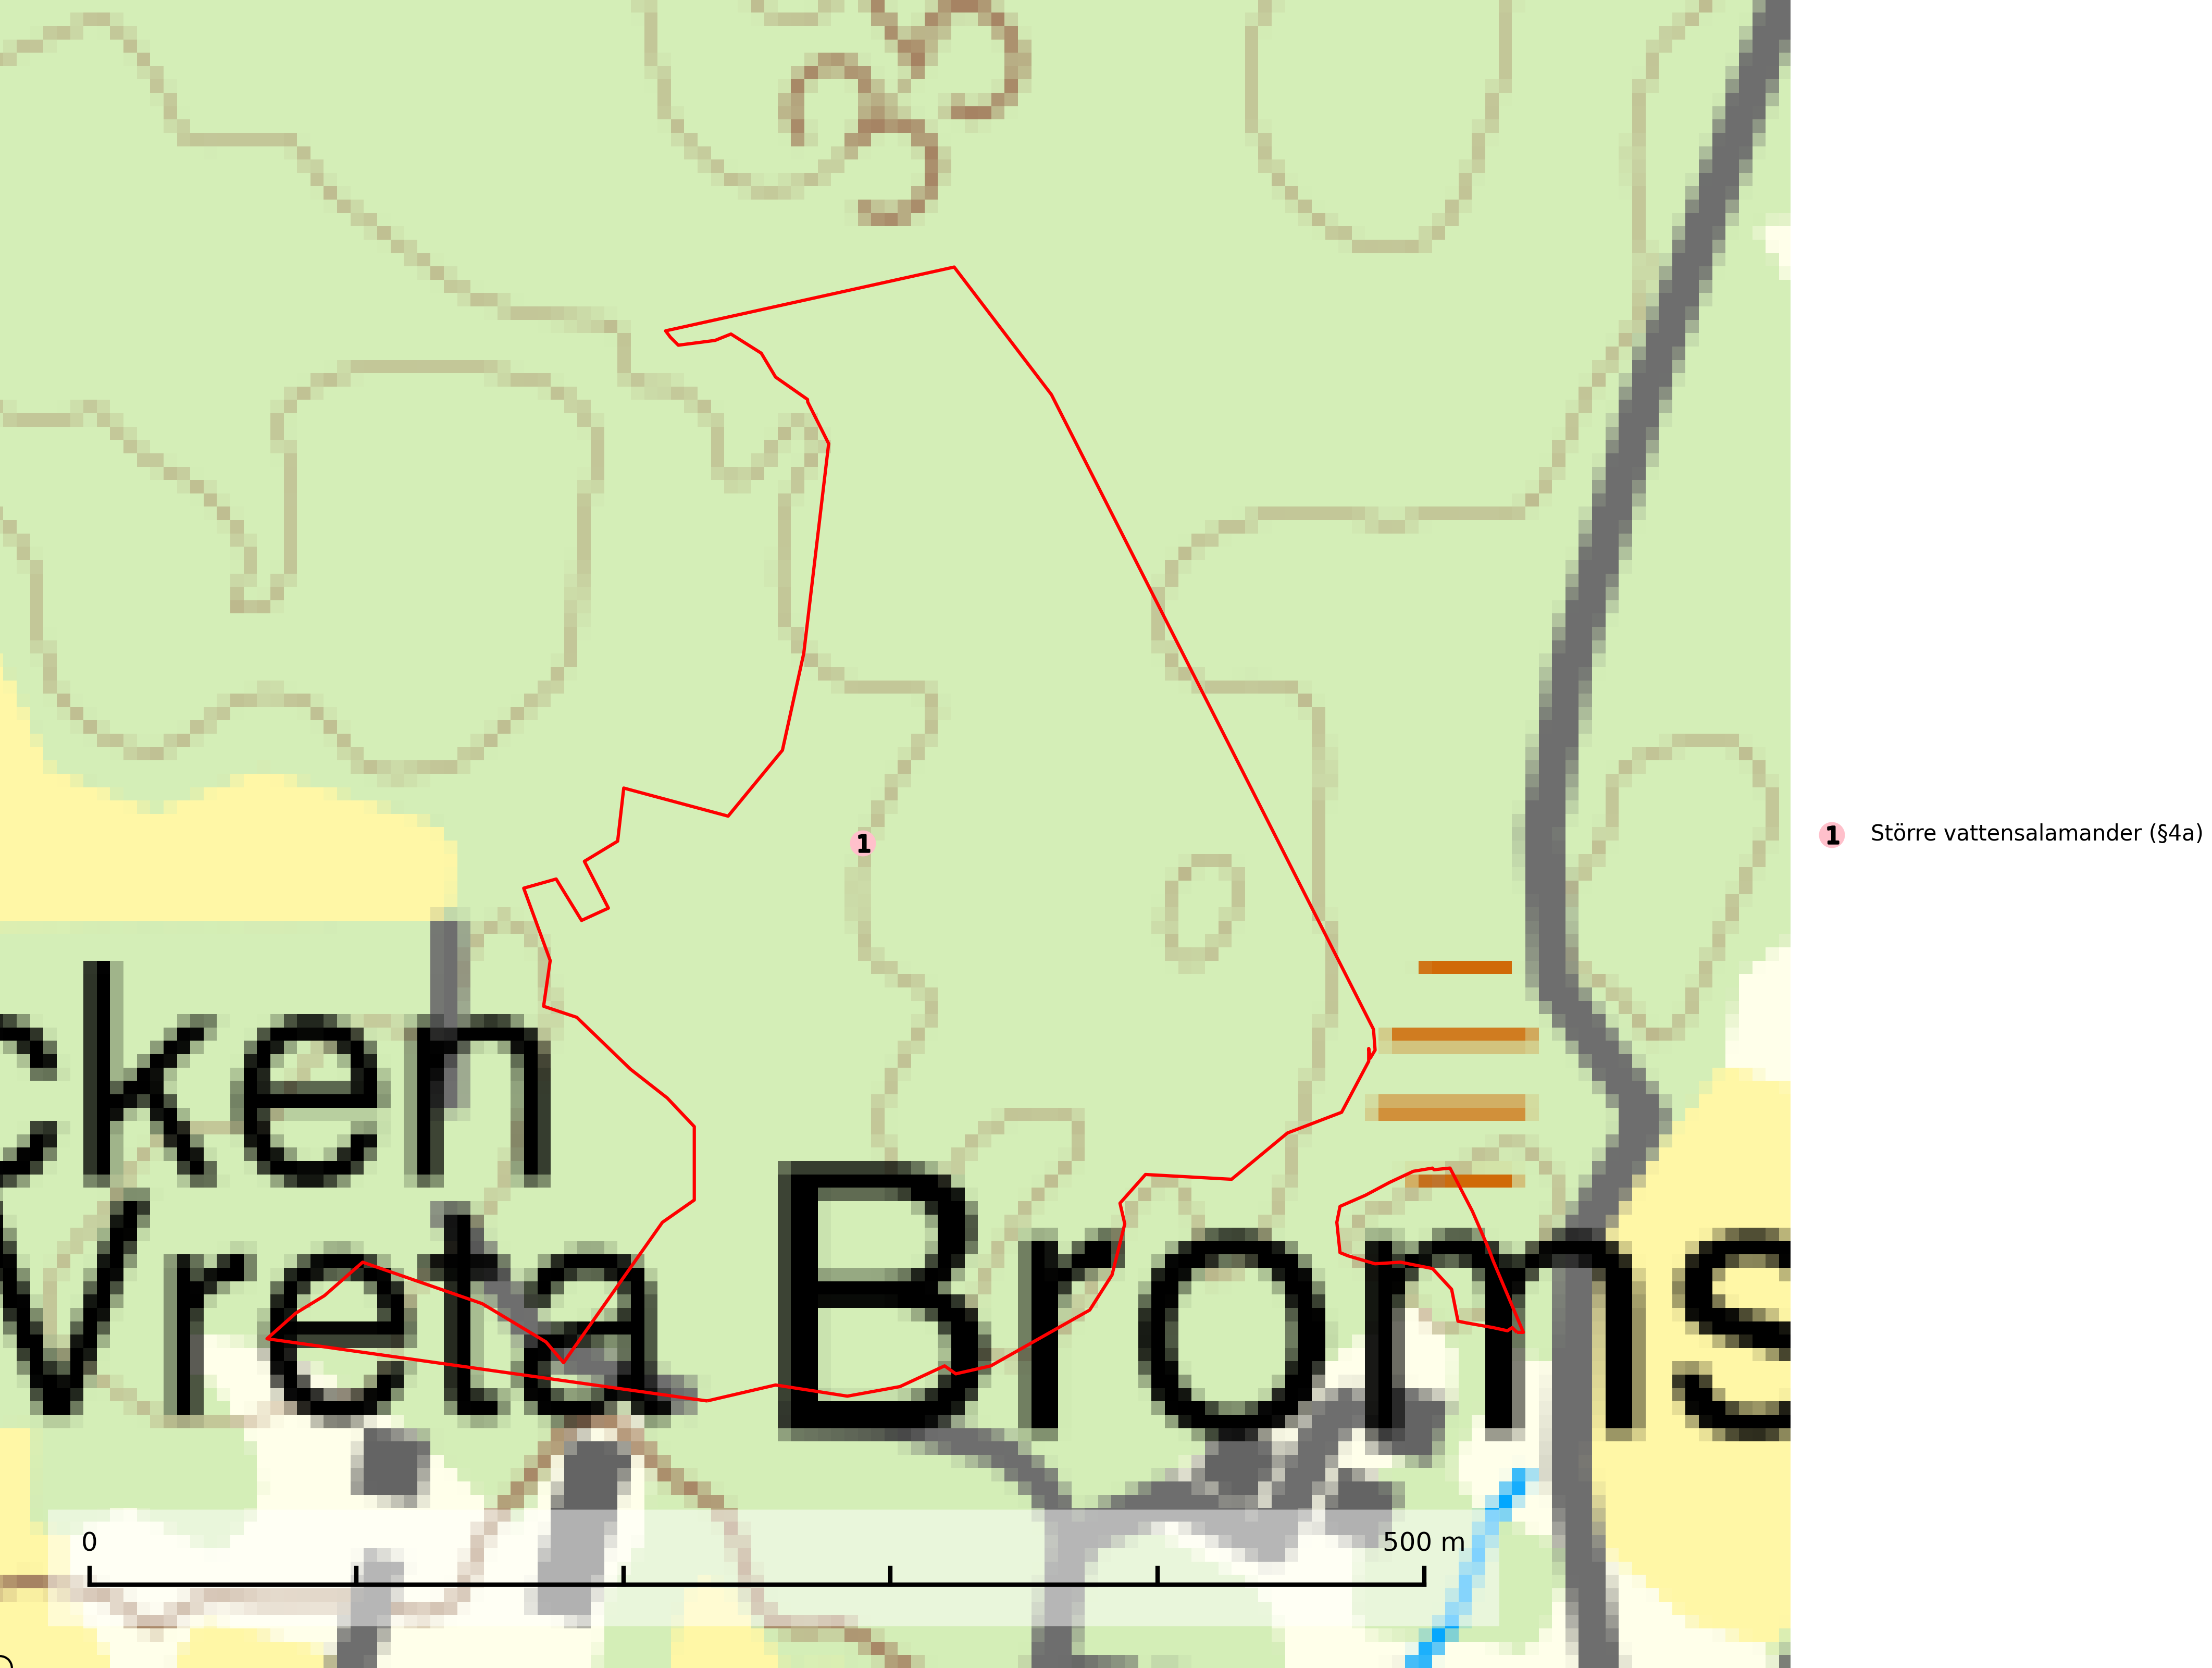 1
1 Större vattensalamander (§4a)
cken
Vreta
Broms
0
500 m